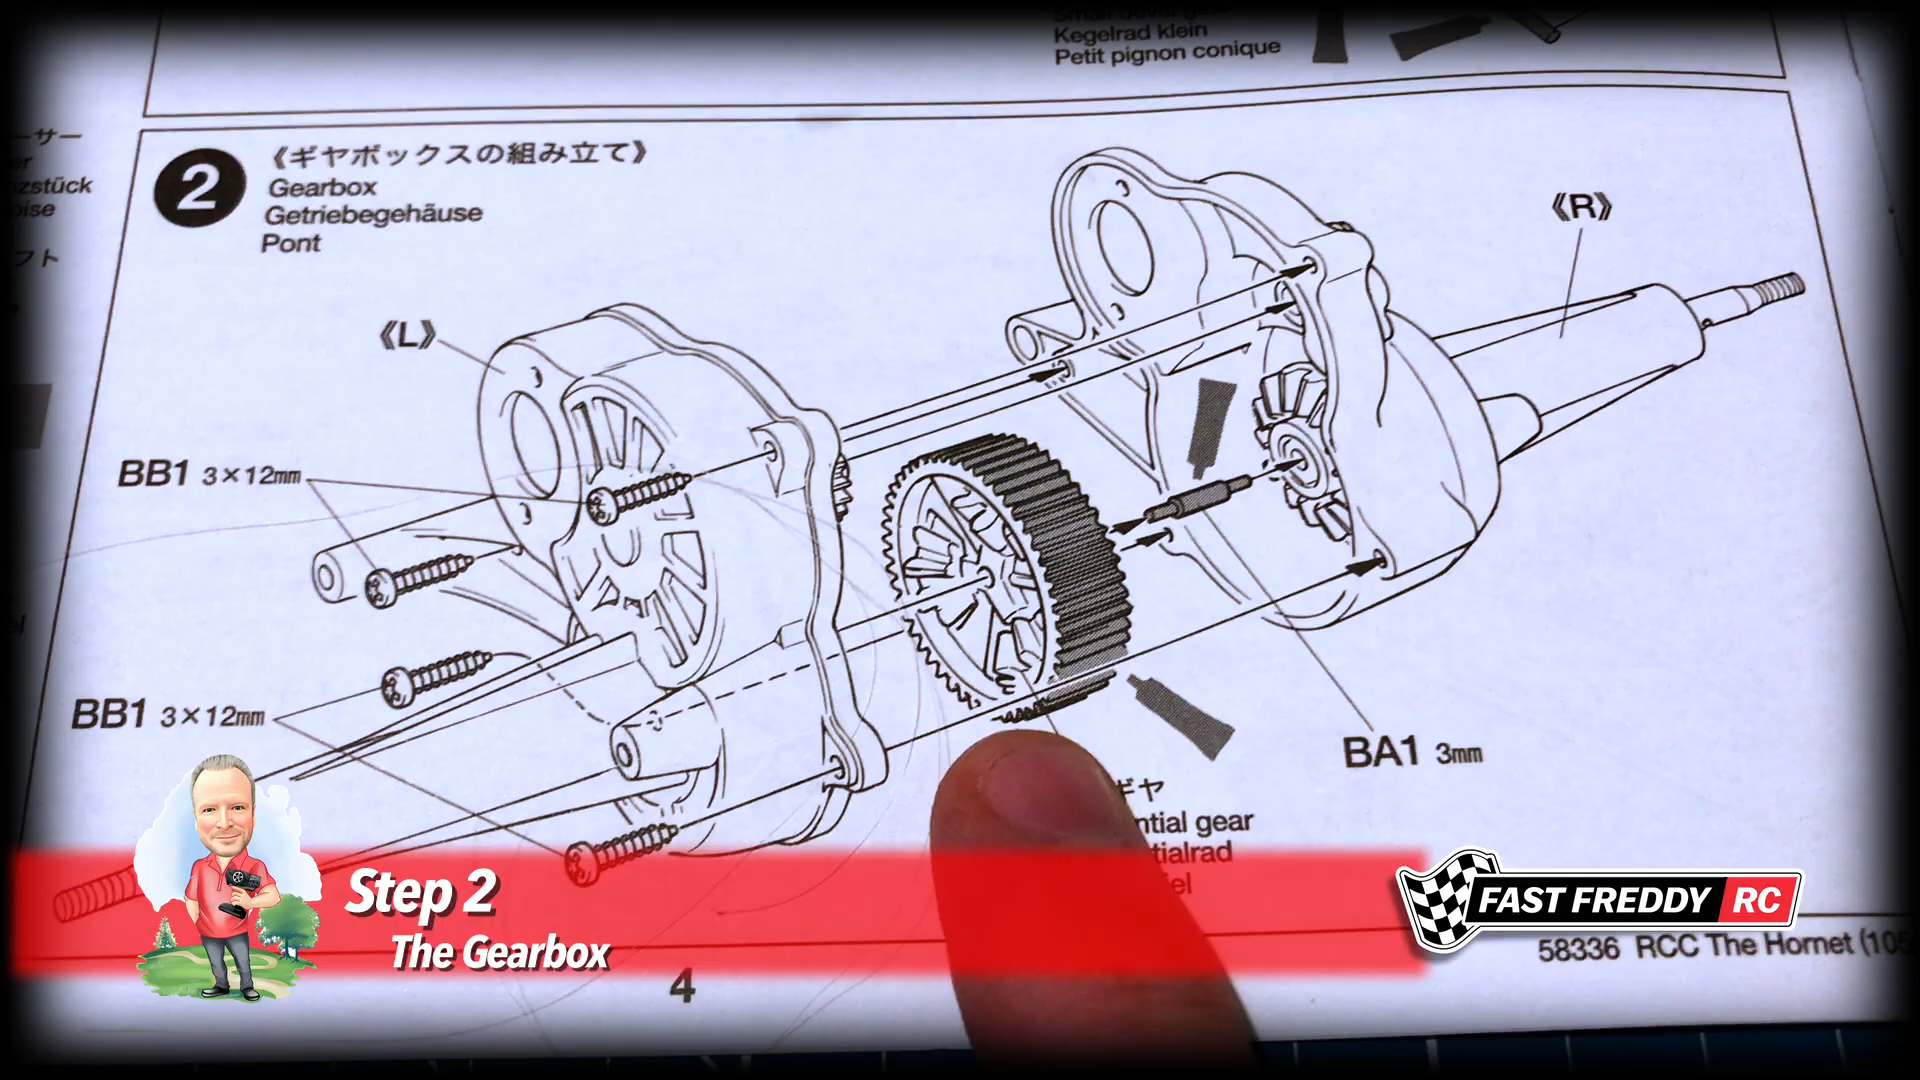 Kegelrad klein
Petit pignon conique
2
《ギヤボックスの組み立て》
Gearbox
Getriebegehäuse
Pont
《R》
《L》
BB1 3×12mm
BB1 3×12mm
BA1 3mm
ギヤ
gear
Step 2
The Gearbox
FAST FREDDY RC
58336 RCC The Hornet
4